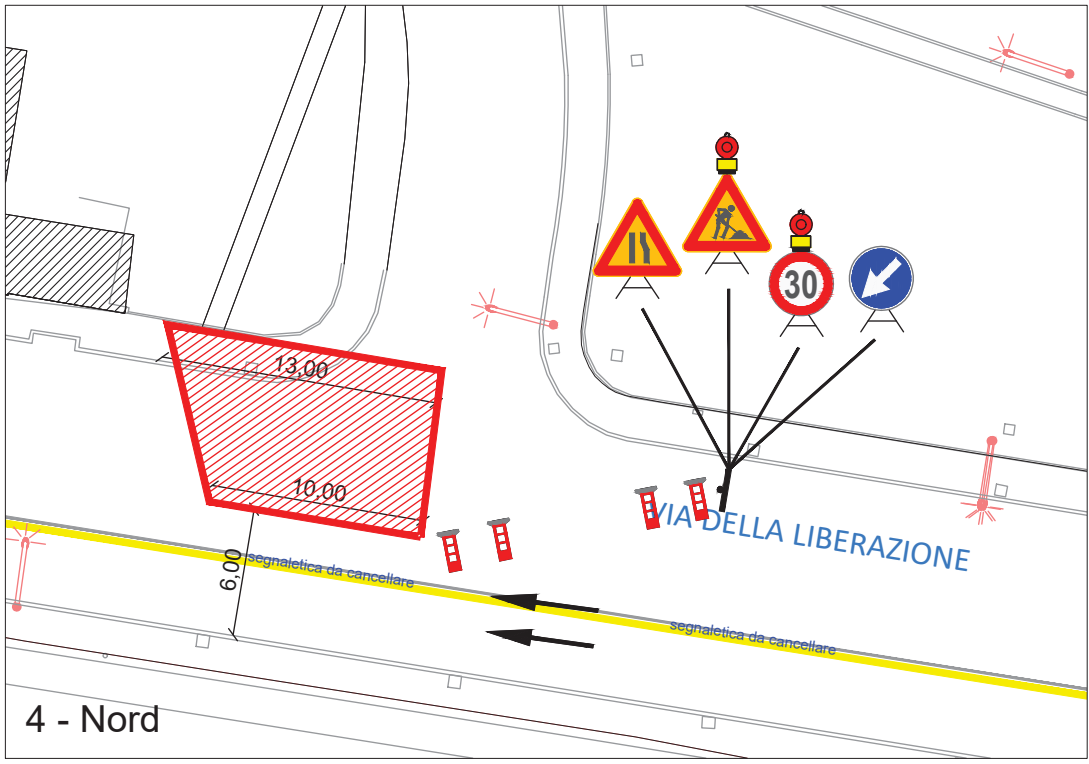 30
13,00
10,00
VIA DELLA LIBERAZIONE
6,00
segnaletica da cancellare
segnaletica da cancellare
4 - Nord